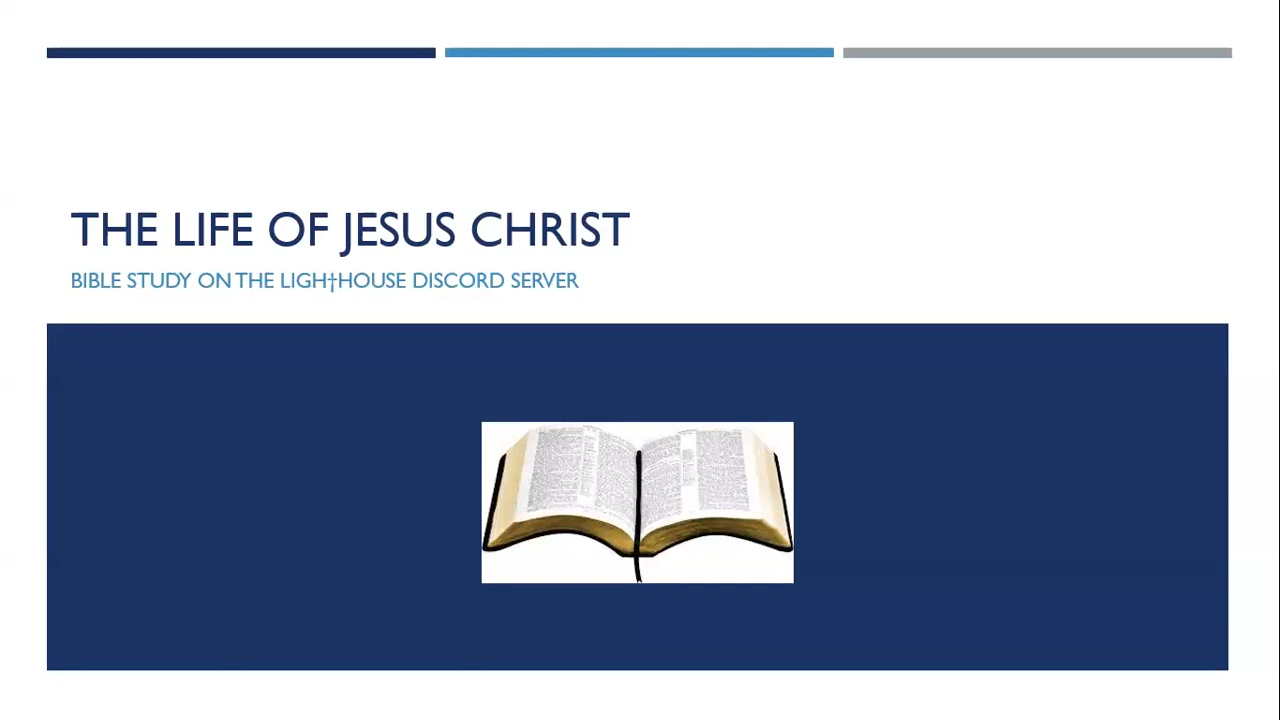 THE LIFE OF JESUS CHRIST
BIBLE STUDY ON THE LIGH†HOUSE DISCORD SERVER